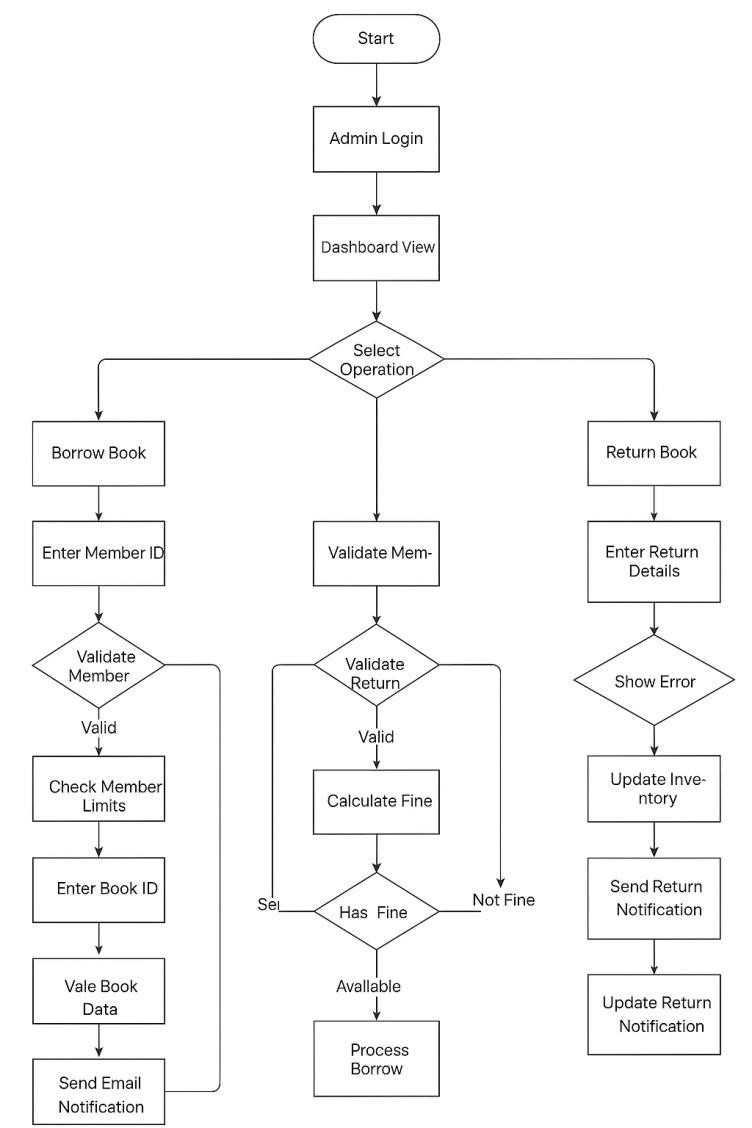 Start
Admin Login
Dashboard View
Select
Operation
Borrow Book
Enter Member ID
Validate
Member
Valid
Check Member
Limits
Enter Book ID
Vale Book
Data
Send Email
Notification
Validate Mem-
Validate
Return
Valid
Calculate Fine
Has Fine
Not Fine
Available
Process
Borrow
Return Book
Enter Return
Details
Show Error
Update Inve-
ntory
Send Return
Notification
Update Return
Notification